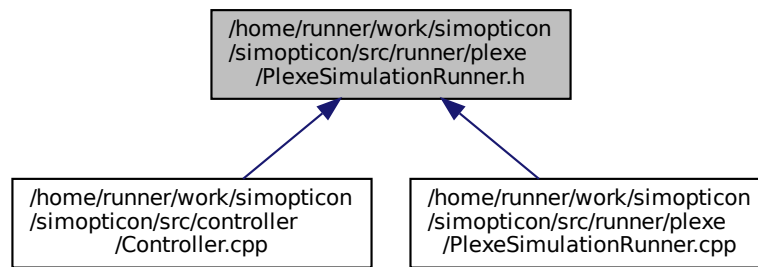 /home/runner/work/simopticon
/simopticon/src/runner/plexe
/PlexeSimulationRunner.h
/home/runner/work/simopticon
/simopticon/src/controller
/Controller.cpp
/home/runner/work/simopticon
/simopticon/src/runner/plexe
/PlexeSimulationRunner.cpp